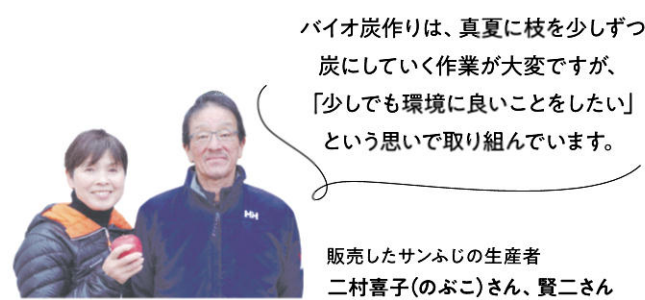 バイオ炭作りは、真夏に枝を少しずつ
炭にしていく作業が大変ですが、
「少しでも環境に良いことをしたい」
という思いで取り組んでいます。
HH
販売したサンふじの生産者
二村喜子(のぶこ)さん、賢二さん